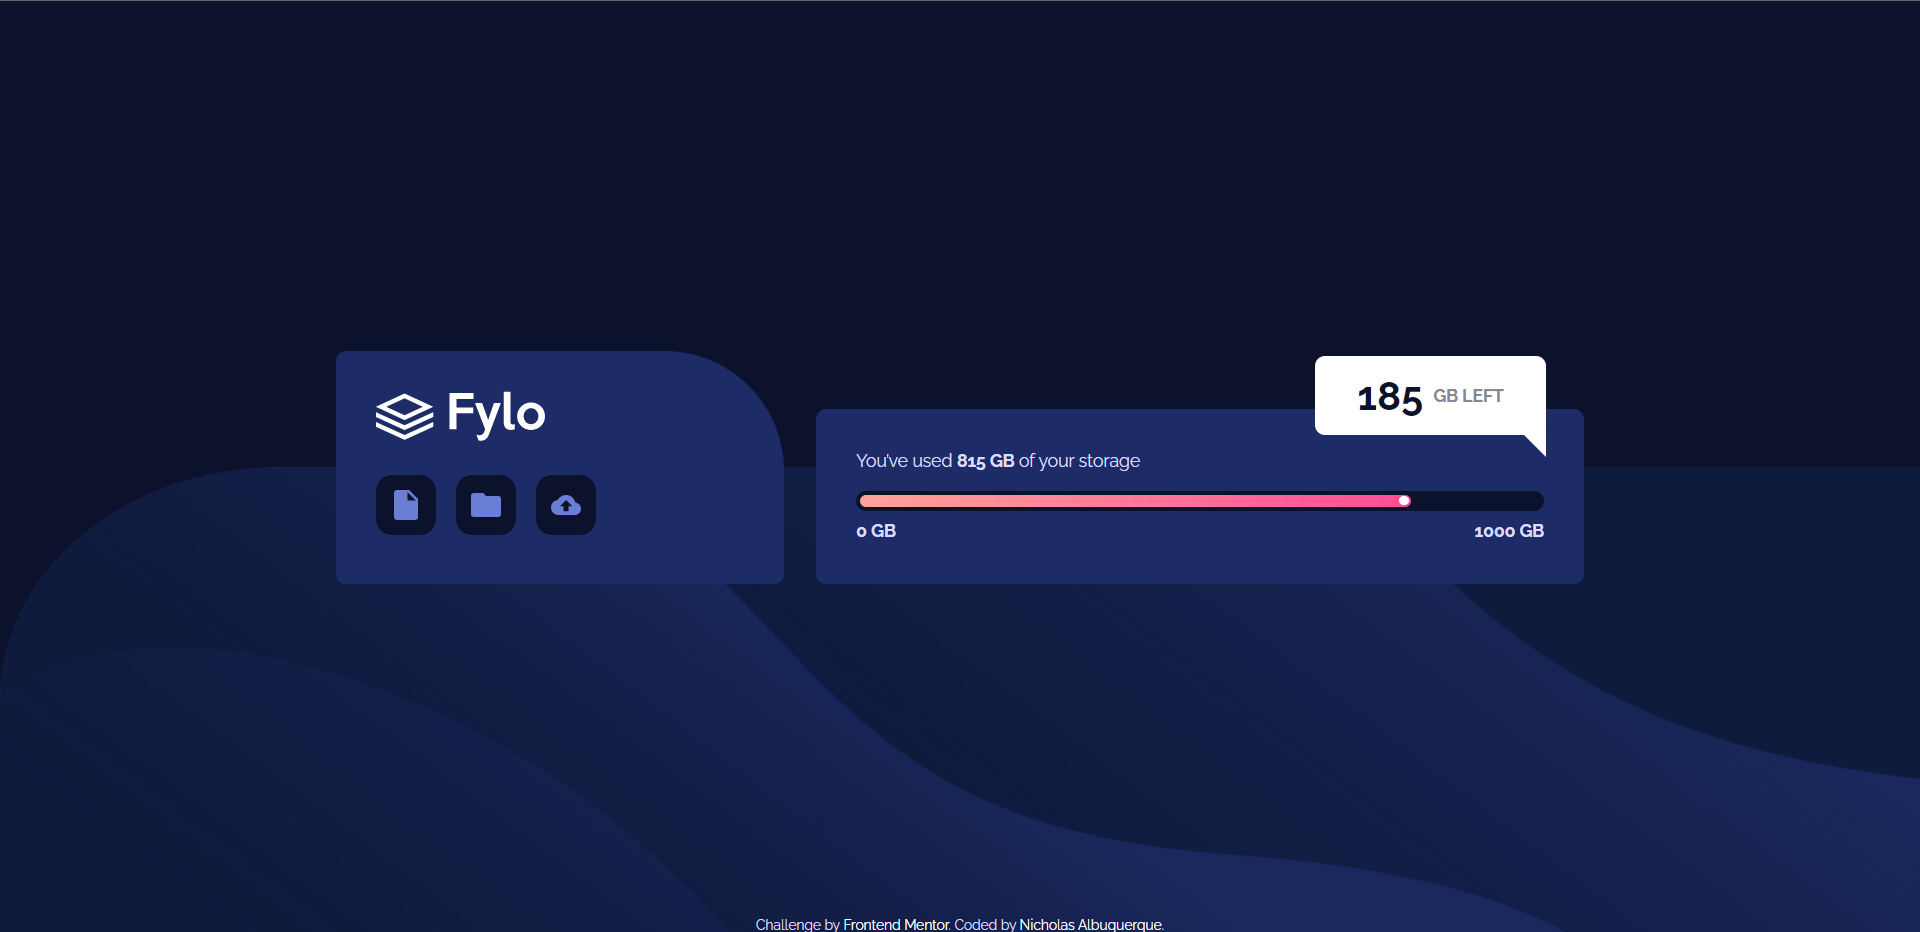 Fylo
185 GB LEFT
You've used 815 GB of your storage
0 GB
1000 GB
Challenge by Frontend Mentor. Coded by Nicholas Albuquerque.